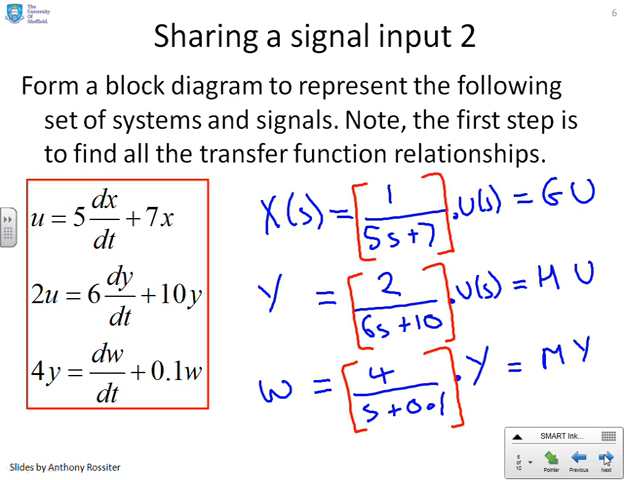 The University Of Sheffield.
6
Sharing a signal input 2
Form a block diagram to represent the following
set of systems and signals. Note, the first step is
to find all the transfer function relationships.
u = 5 dx/dt + 7x
X(s) = [1/(5s+7)] . U(s) = G U
2u = 6 dy/dt + 10y
Y = [2/(6s+10)] . U(s) = H U
4y = dw/dt + 0.1w
W = [4/(s+0.1)] . Y = M Y
SMART Ink...
6 of 10
Pointer Previous Next
Slides by Anthony Rossiter